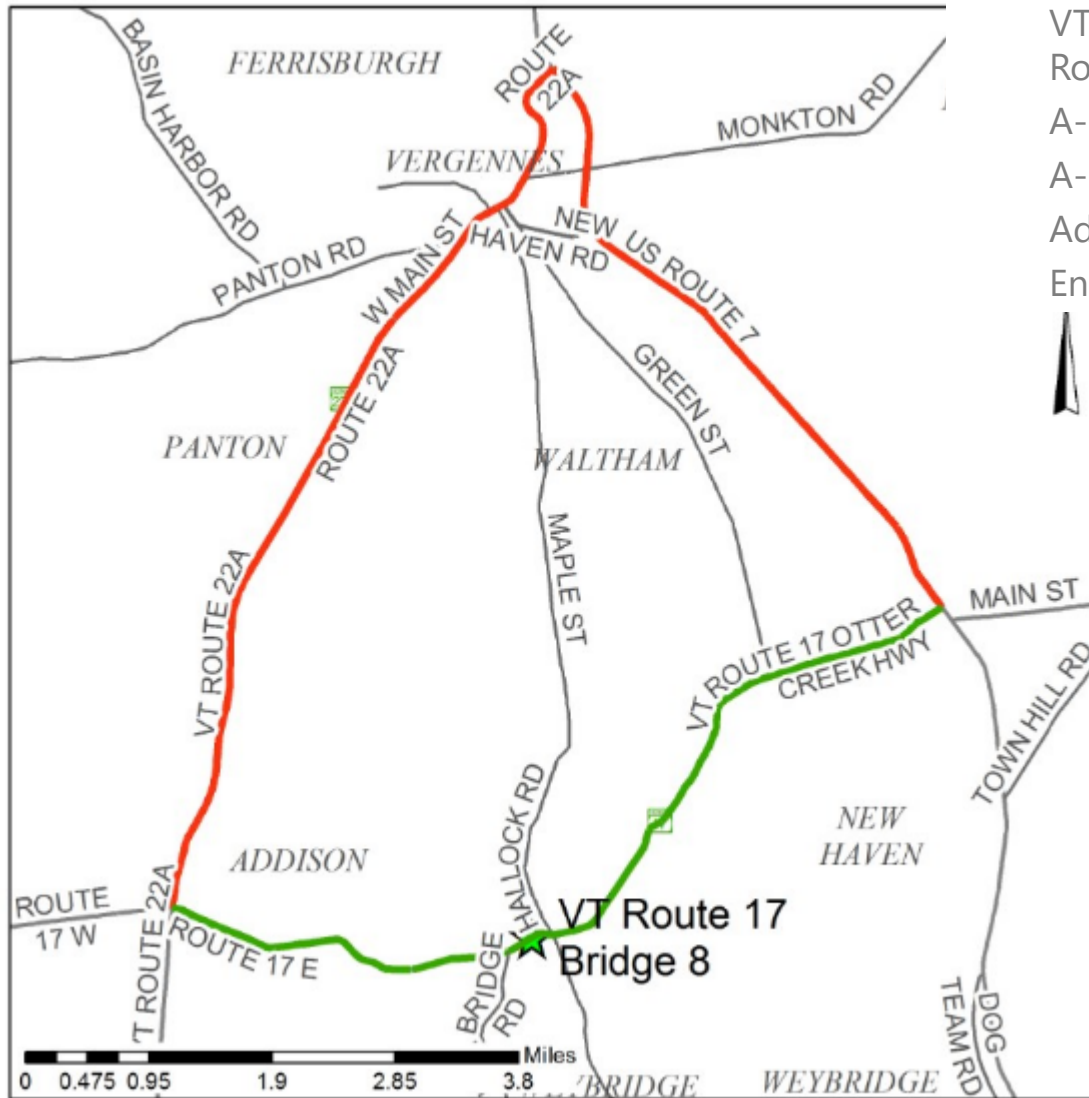 VT
Ro
A-
A-
Ad
En
FERRISBURGH
BASIN HARBOR RD
ROUTE
22A
MONKTON RD
VERGENNES
NEW
HAVEN RD
US ROUTE 7
PANTON RD
W MAIN ST
ROUTE 22A
GREEN ST
PANTON
WALTHAM
MAPLE ST
VT ROUTE 22A
MAIN ST
VT ROUTE 17 OTTER
CREEK HWY
TOWN HILL RD
HALLOCK RD
NEW
HAVEN
ADDISON
ROUTE
17 W
VT ROUTE 22A
ROUTE 17 E
VT Route 17
Bridge 8
BRIDGE
RD
DOG
TEAM RD
Miles
0 0.475 0.95 1.9 2.85 3.8
BRIDGE
WEYBRIDGE